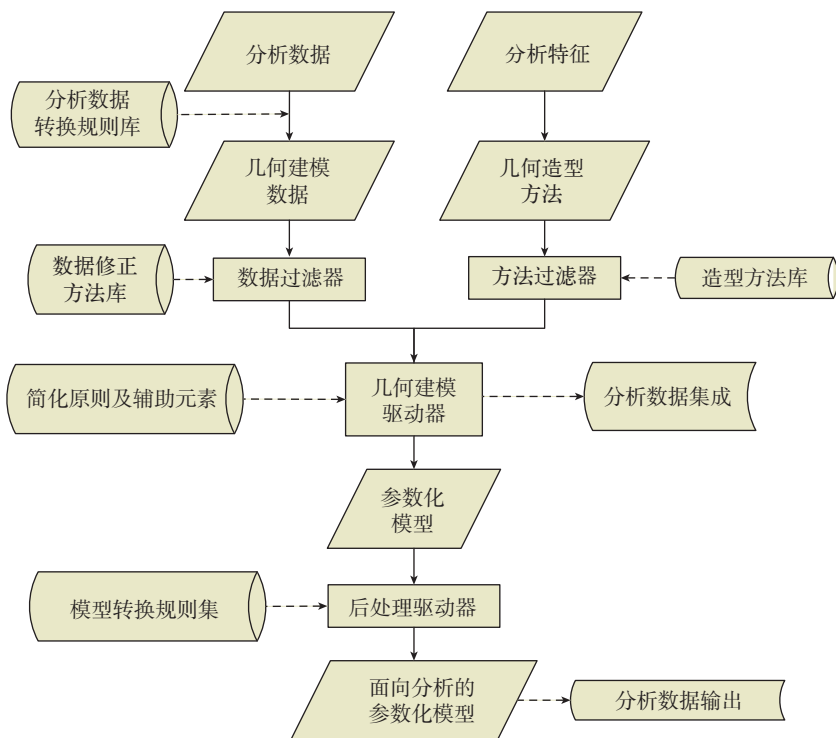 分析数据
分析特征
分析数据
转换规则库
几何建模
数据
几何造型
方法
数据修正
方法库
数据过滤器
方法过滤器
造型方法库
简化原则及辅助元素
几何建模
驱动器
分析数据集成
参数化
模型
模型转换规则集
后处理驱动器
面向分析的
参数化模型
分析数据输出